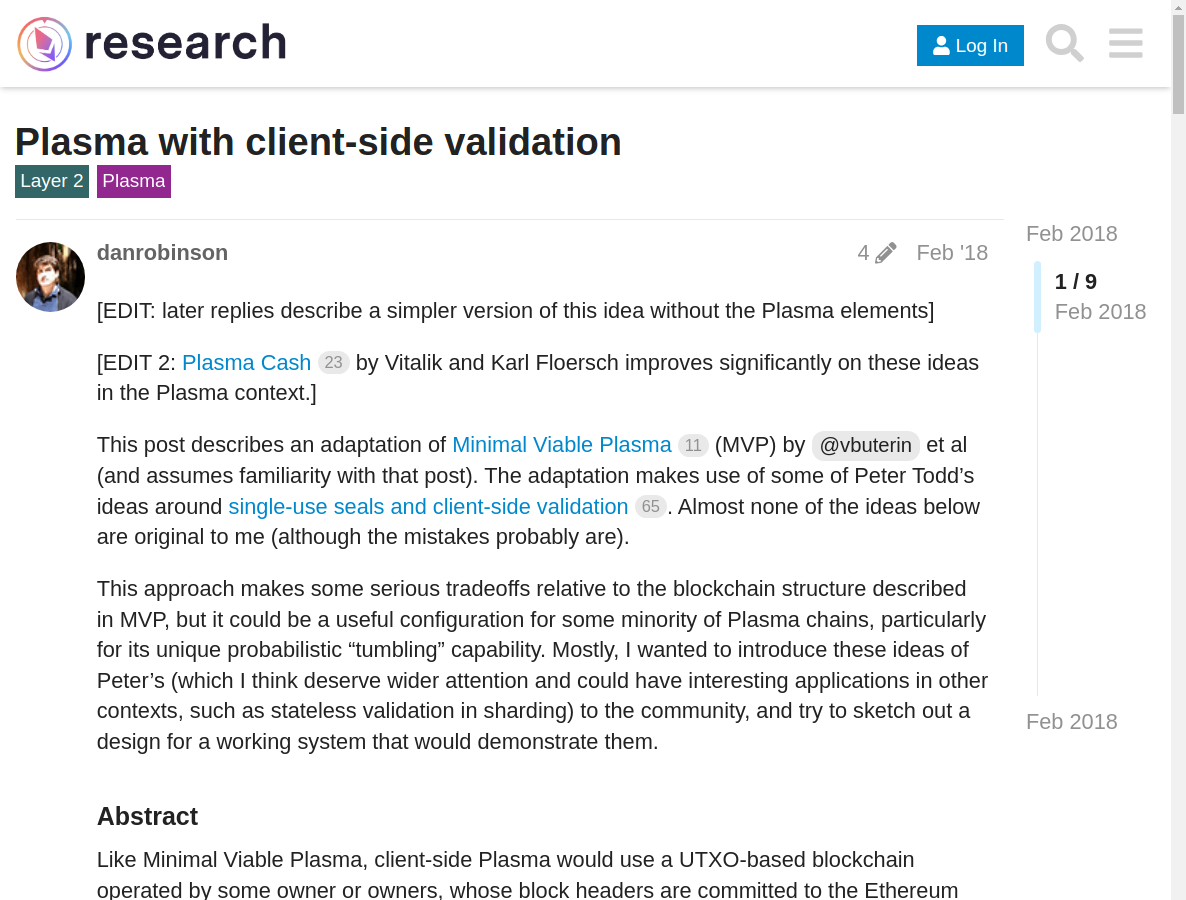 research
Log In
Plasma with client-side validation
Layer 2 Plasma
Feb 2018
danrobinson
4
Feb '18
1 / 9
Feb 2018
[EDIT: later replies describe a simpler version of this idea without the Plasma elements]
[EDIT 2: Plasma Cash 23 by Vitalik and Karl Floersch improves significantly on these ideas
in the Plasma context.]
This post describes an adaptation of Minimal Viable Plasma 11 (MVP) by @vbuterin et al
(and assumes familiarity with that post). The adaptation makes use of some of Peter Todd’s
ideas around single-use seals and client-side validation 65. Almost none of the ideas below
are original to me (although the mistakes probably are).
This approach makes some serious tradeoffs relative to the blockchain structure described
in MVP, but it could be a useful configuration for some minority of Plasma chains, particularly
for its unique probabilistic “tumbling” capability. Mostly, I wanted to introduce these ideas of
Peter’s (which I think deserve wider attention and could have interesting applications in other
contexts, such as stateless validation in sharding) to the community, and try to sketch out a
design for a working system that would demonstrate them.
Feb 2018
Abstract
Like Minimal Viable Plasma, client-side Plasma would use a UTXO-based blockchain
operated by some owner or owners, whose block headers are committed to the Ethereum